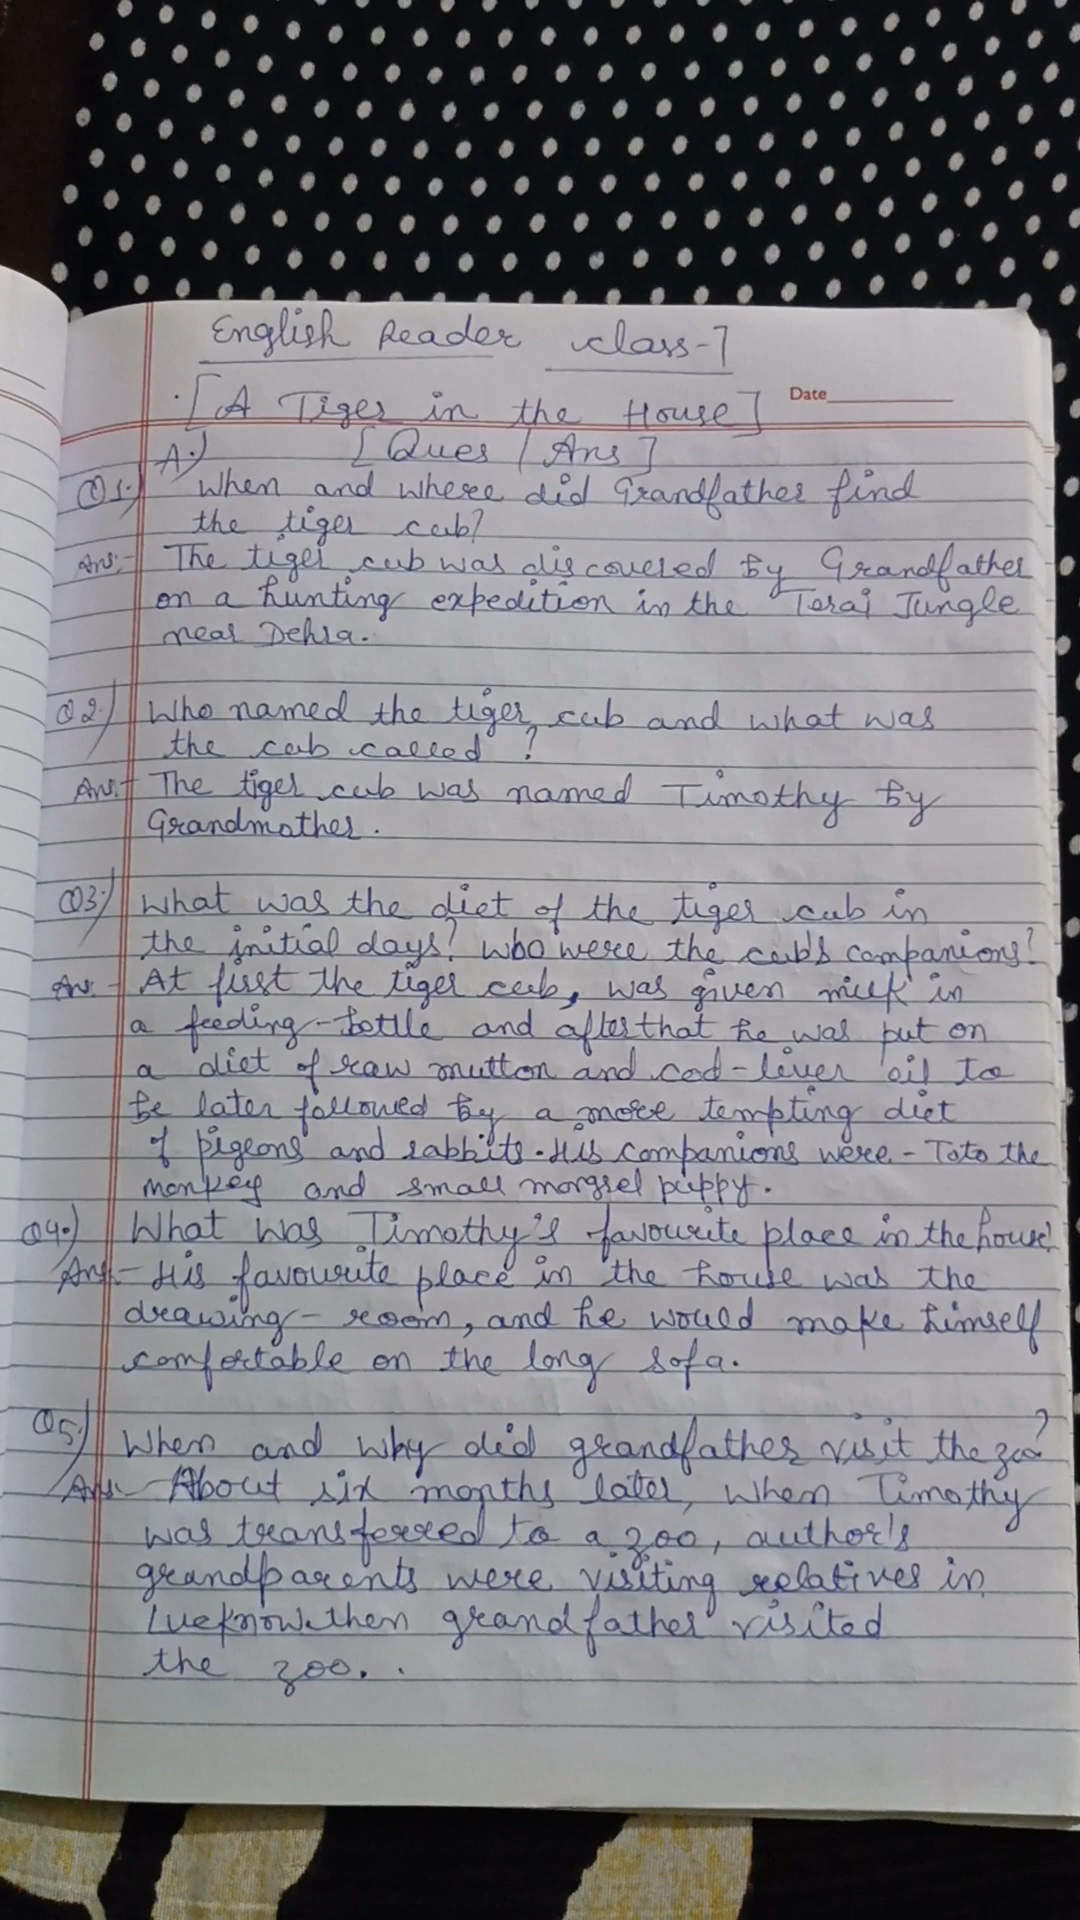 English Reader class-7
[A Tiger in the House]
Date
A.) [Ques / Ans]
Q1.) When and where did Grandfather find
the tiger cub?
Ans:- The tiger cub was discovered by Grandfather
on a hunting expedition in the Terai Jungle
near Dehra.
Q2.) Who named the tiger cub and what was
the cub called ?
Ans:- The tiger cub was named Timothy by
Grandmother.
Q3.) What was the diet of the tiger cub in
the initial days? Who were the cub's companions?
Ans:- At first the tiger cub, was given milk in
a feeding-bottle and after that he was put on
a diet of raw mutton and cod-liver oil to
be later followed by a more tempting diet
of pigeons and rabbits. His companions were - Toto the
monkey and small mongrel puppy.
Q4.) What was Timothy's favourite place in the house?
Ans:- His favourite place in the house was the
drawing-room, and he would make himself
comfortable on the long sofa.
Q5.) When and why did grandfather visit the zoo?
Ans:- About six months later, when Timothy
was transferred to a zoo, author's
grandparents were visiting relatives in
Lucknow.then grandfather visited
the zoo..